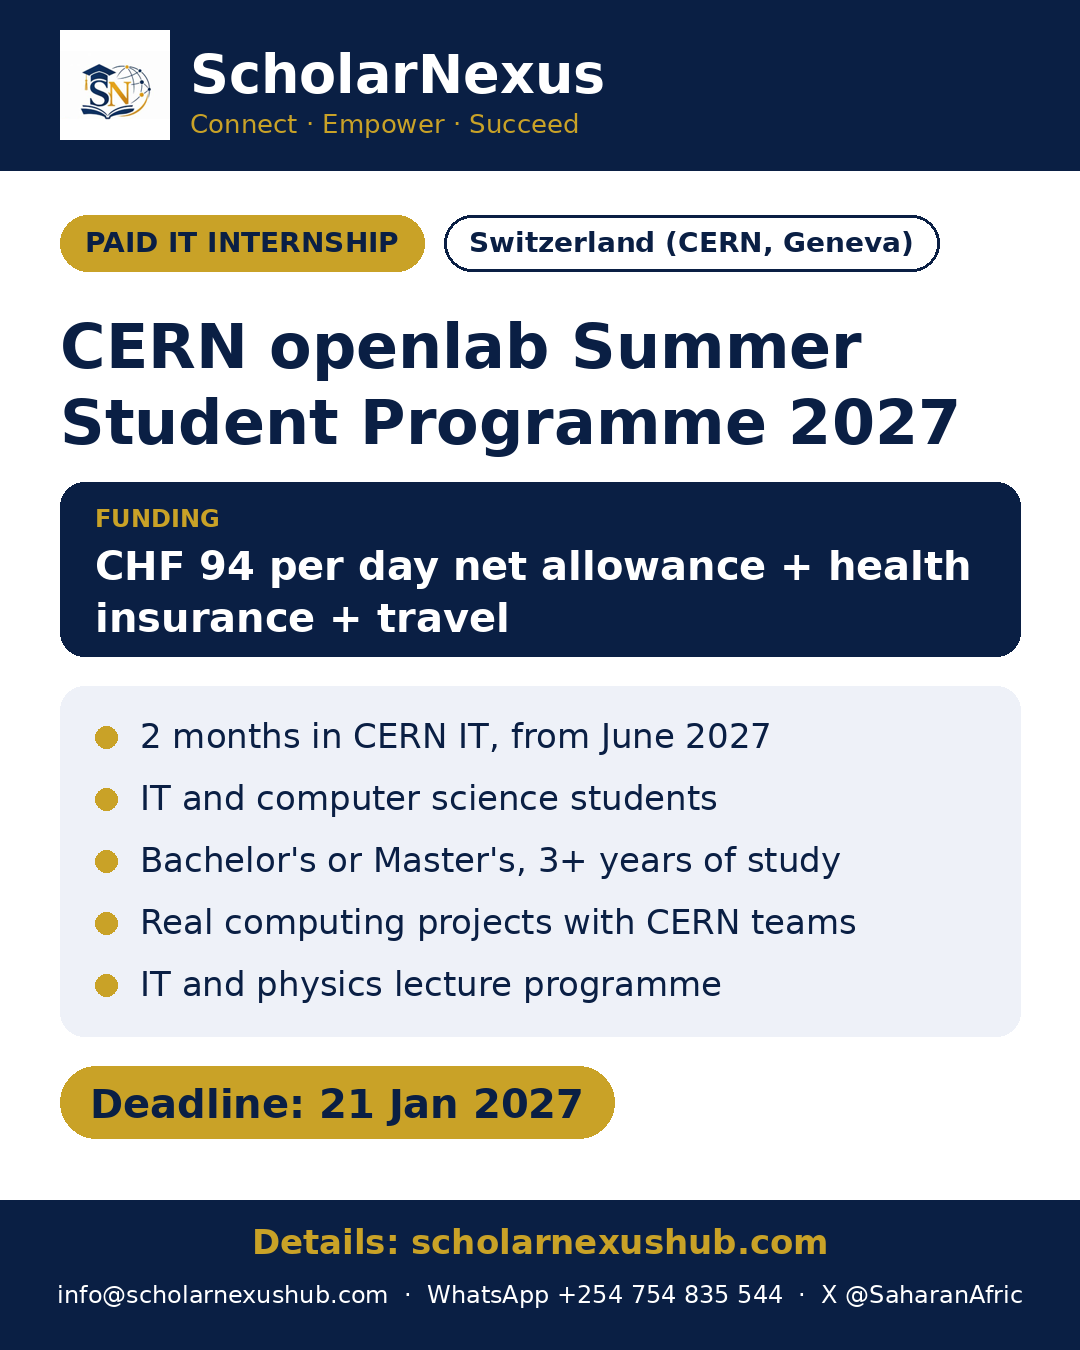 SN
ScholarNexus
Connect · Empower · Succeed
PAID IT INTERNSHIP
Switzerland (CERN, Geneva)
CERN openlab Summer
Student Programme 2027
FUNDING
CHF 94 per day net allowance + health
insurance + travel
2 months in CERN IT, from June 2027
IT and computer science students
Bachelor's or Master's, 3+ years of study
Real computing projects with CERN teams
IT and physics lecture programme
Deadline: 21 Jan 2027
Details: scholarnexushub.com
info@scholarnexushub.com · WhatsApp +254 754 835 544 · X @SaharanAfric